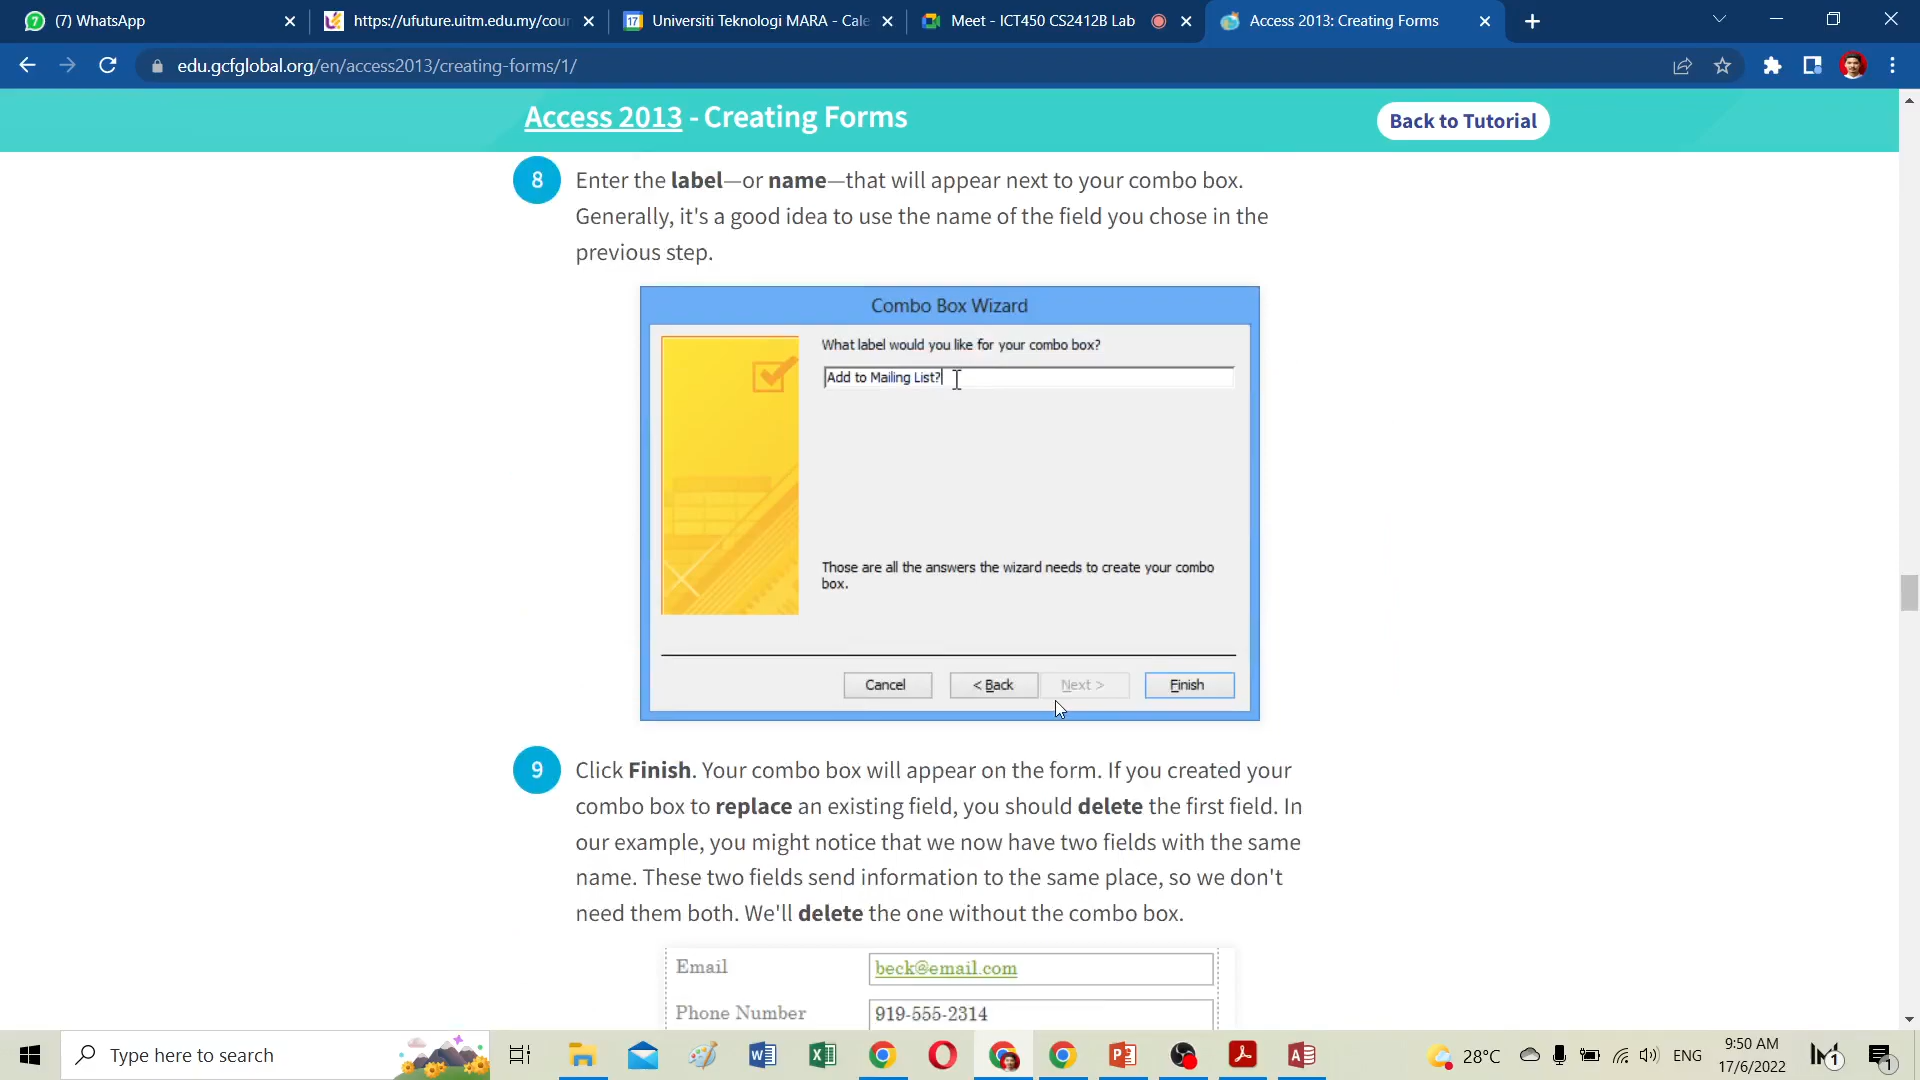 (7) WhatsApp
https://ufuture.uitm.edu.my/cour
17
Universiti Teknologi MARA - Cale
Meet - ICT450 CS2412B Lab
Access 2013: Creating Forms
edu.gcfglobal.org/en/access2013/creating-forms/1/
Access 2013 - Creating Forms
Back to Tutorial
8
Enter the label—or name—that will appear next to your combo box.
Generally, it's a good idea to use the name of the field you chose in the
previous step.
Combo Box Wizard
What label would you like for your combo box?
Add to Mailing List?
Those are all the answers the wizard needs to create your combo
box.
Cancel
< Back
Next >
Finish
9
Click Finish. Your combo box will appear on the form. If you created your
combo box to replace an existing field, you should delete the first field. In
our example, you might notice that we now have two fields with the same
name. These two fields send information to the same place, so we don't
need them both. We'll delete the one without the combo box.
Email
beck@email.com
Phone Number
919-555-2314
Type here to search
28°C
ENG
9:50 AM
17/6/2022
1
1